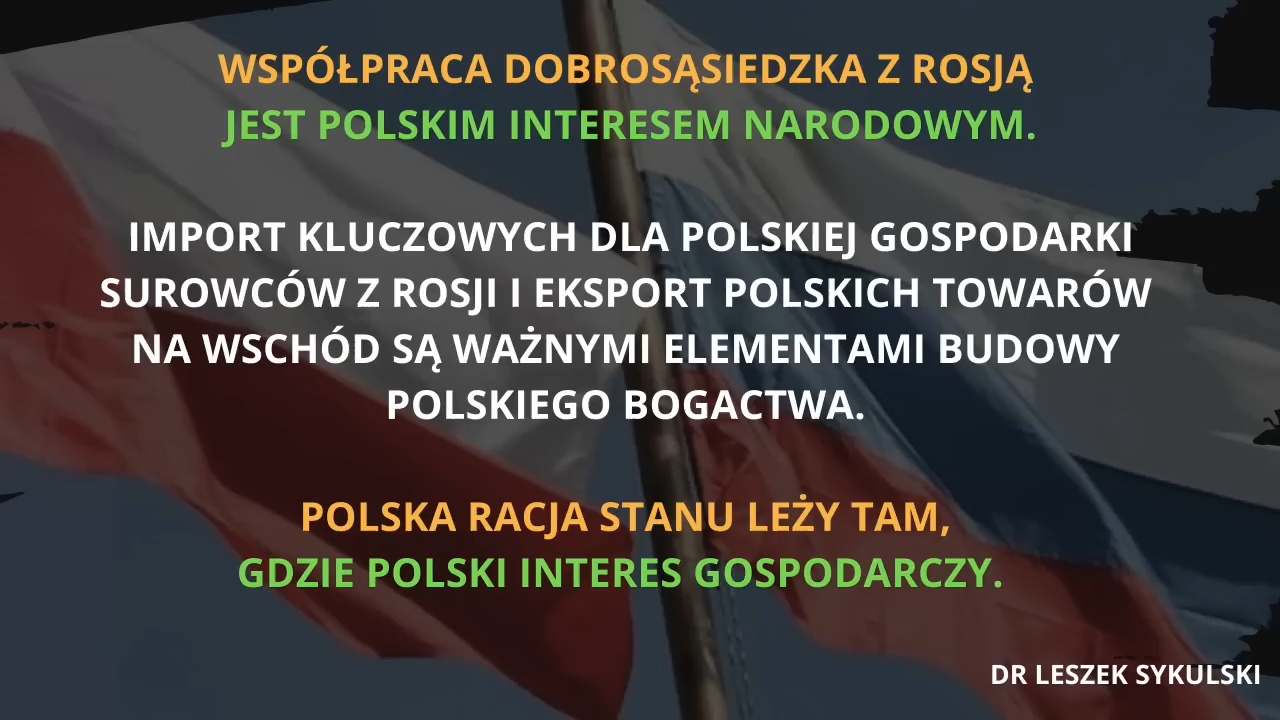 WSPÓŁPRACA DOBROSĄSIEDZKA Z ROSJĄ
JEST POLSKIM INTERESEM NARODOWYM.
IMPORT KLUCZOWYCH DLA POLSKIEJ GOSPODARKI
SUROWCÓW Z ROSJI I EKSPORT POLSKICH TOWARÓW
NA WSCHÓD SĄ WAŻNYMI ELEMENTAMI BUDOWY
POLSKIEGO BOGACTWA.
POLSKA RACJA STANU LEŻY TAM,
GDZIE POLSKI INTERES GOSPODARCZY.
DR LESZEK SYKULSKI